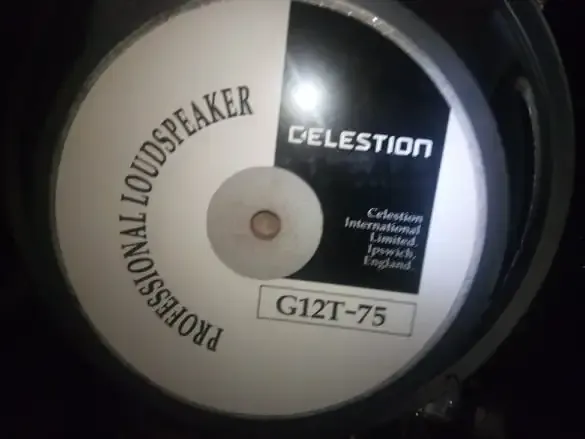 PROFESSIONAL LOUDSPEAKER
CELESTION
Celestion
International
Limited.
Ipswich,
England.
G12T-75